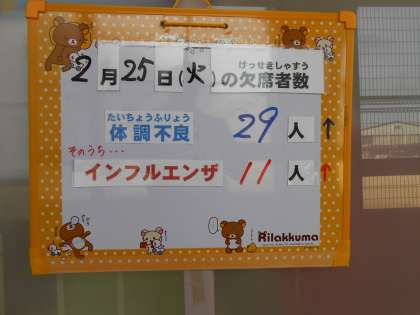 けっせきしゃすう
2月25日(火)の欠席者数
たいちょうふりょう
体調不良 29人↑
そのうち…
インフルエンザ 11人↑
Rilakkuma